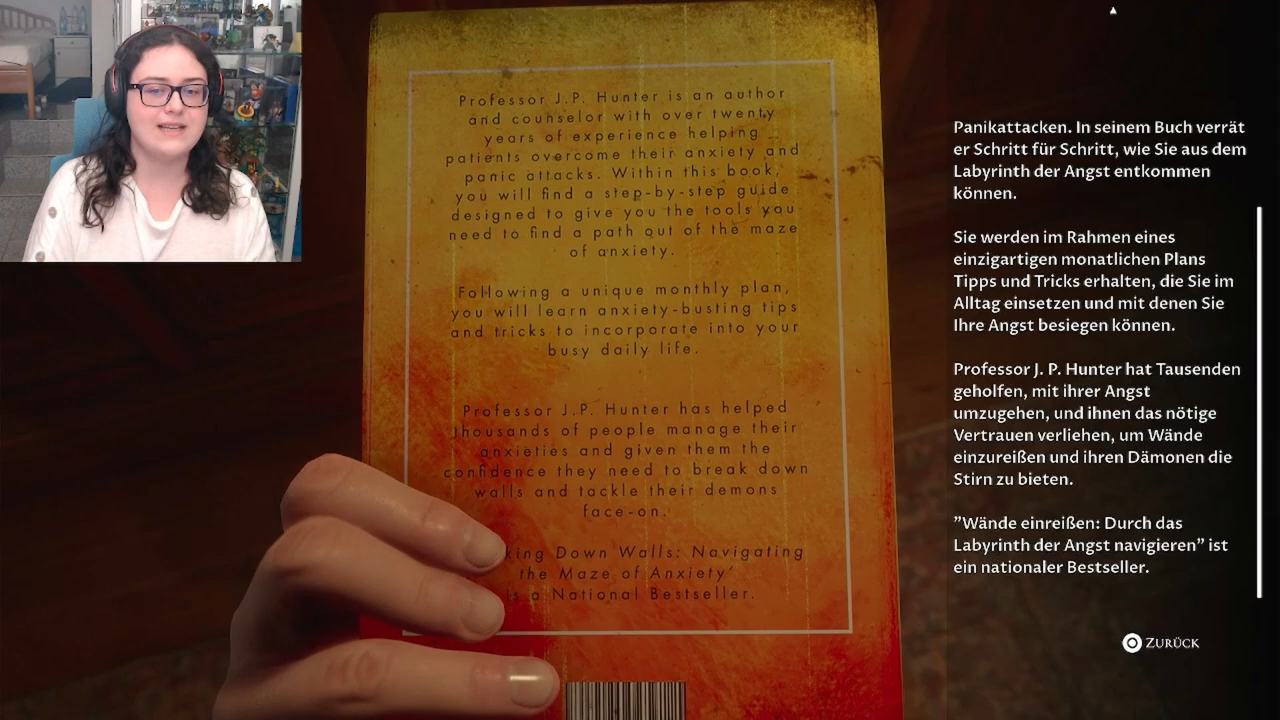 Professor J.P. Hunter is an author
and counselor with over twenty
years of experience helping
patients overcome their anxiety and
panic attacks. Within this book,
you will find a step-by-step guide
designed to give you the tools you
need to find a path out of the maze
of anxiety.
Following a unique monthly plan,
you will learn anxiety-busting tips
and tricks to incorporate into your
busy daily life.
Professor J.P. Hunter has helped
thousands of people manage their
anxieties and given them the
confidence they need to break down
walls and tackle their demons
face-on.
king Down Walls: Navigating
the Maze of Anxiety'
is a National Bestseller.
Panikattacken. In seinem Buch verrät
er Schritt für Schritt, wie Sie aus dem
Labyrinth der Angst entkommen
können.
Sie werden im Rahmen eines
einzigartigen monatlichen Plans
Tipps und Tricks erhalten, die Sie im
Alltag einsetzen und mit denen Sie
Ihre Angst besiegen können.
Professor J. P. Hunter hat Tausenden
geholfen, mit ihrer Angst
umzugehen, und ihnen das nötige
Vertrauen verliehen, um Wände
einzureißen und ihren Dämonen die
Stirn zu bieten.
"Wände einreißen: Durch das
Labyrinth der Angst navigieren" ist
ein nationaler Bestseller.
ZURÜCK